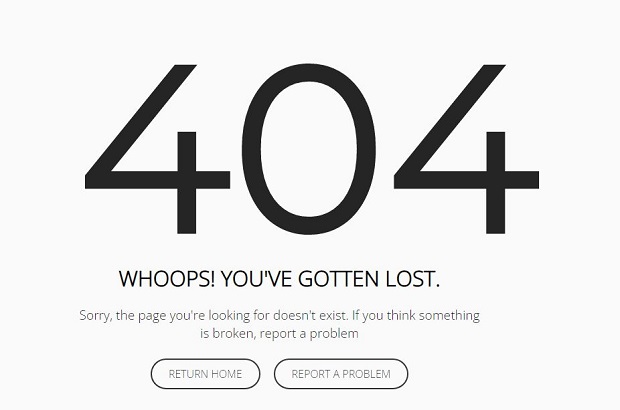 404
WHOOPS! YOU'VE GOTTEN LOST.
Sorry, the page you're looking for doesn't exist. If you think something
is broken, report a problem
RETURN HOME
REPORT A PROBLEM